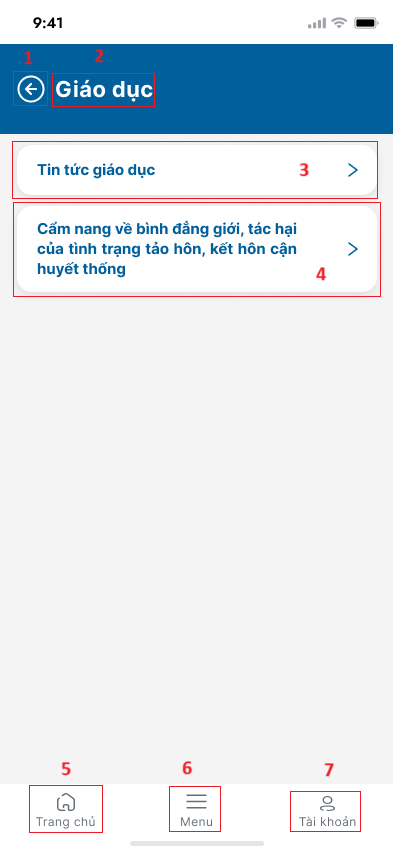 9:41
1
2
Giáo dục
Tin tức giáo dục
3
Cẩm nang về bình đẳng giới, tác hại
của tình trạng tảo hôn, kết hôn cận
huyết thống
4
5
6
7
Trang chủ
Menu
Tài khoản